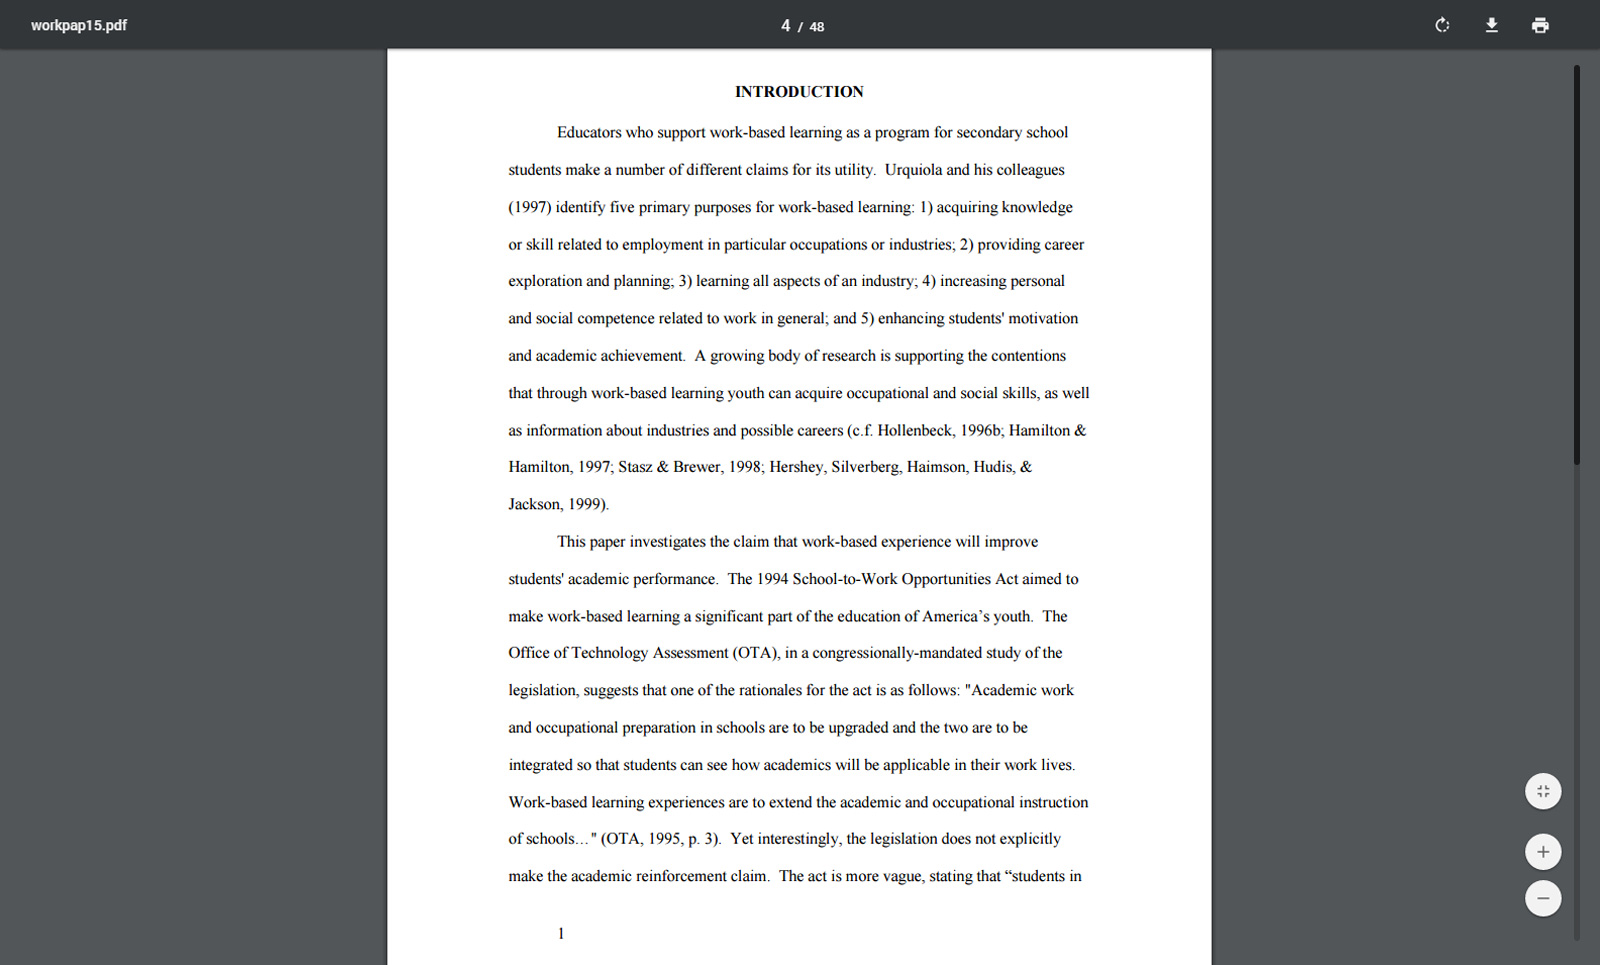 workpap15.pdf
4 / 48
INTRODUCTION
Educators who support work-based learning as a program for secondary school
students make a number of different claims for its utility.  Urquiola and his colleagues
(1997) identify five primary purposes for work-based learning: 1) acquiring knowledge
or skill related to employment in particular occupations or industries; 2) providing career
exploration and planning; 3) learning all aspects of an industry; 4) increasing personal
and social competence related to work in general; and 5) enhancing students' motivation
and academic achievement.  A growing body of research is supporting the contentions
that through work-based learning youth can acquire occupational and social skills, as well
as information about industries and possible careers (c.f. Hollenbeck, 1996b; Hamilton &
Hamilton, 1997; Stasz & Brewer, 1998; Hershey, Silverberg, Haimson, Hudis, &
Jackson, 1999).
This paper investigates the claim that work-based experience will improve
students' academic performance.  The 1994 School-to-Work Opportunities Act aimed to
make work-based learning a significant part of the education of America’s youth.  The
Office of Technology Assessment (OTA), in a congressionally-mandated study of the
legislation, suggests that one of the rationales for the act is as follows: "Academic work
and occupational preparation in schools are to be upgraded and the two are to be
integrated so that students can see how academics will be applicable in their work lives.
Work-based learning experiences are to extend the academic and occupational instruction
of schools…" (OTA, 1995, p. 3).  Yet interestingly, the legislation does not explicitly
make the academic reinforcement claim.  The act is more vague, stating that “students in
1